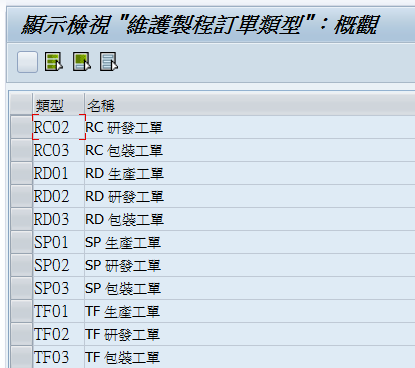 顯示檢視 "維護製程訂單類型"：概觀
類型 名稱
RC02 RC 研發工單
RC03 RC 包裝工單
RD01 RD 生產工單
RD02 RD 研發工單
RD03 RD 包裝工單
SP01 SP 生產工單
SP02 SP 研發工單
SP03 SP 包裝工單
TF01 TF 生產工單
TF02 TF 研發工單
TF03 TF 包裝工單